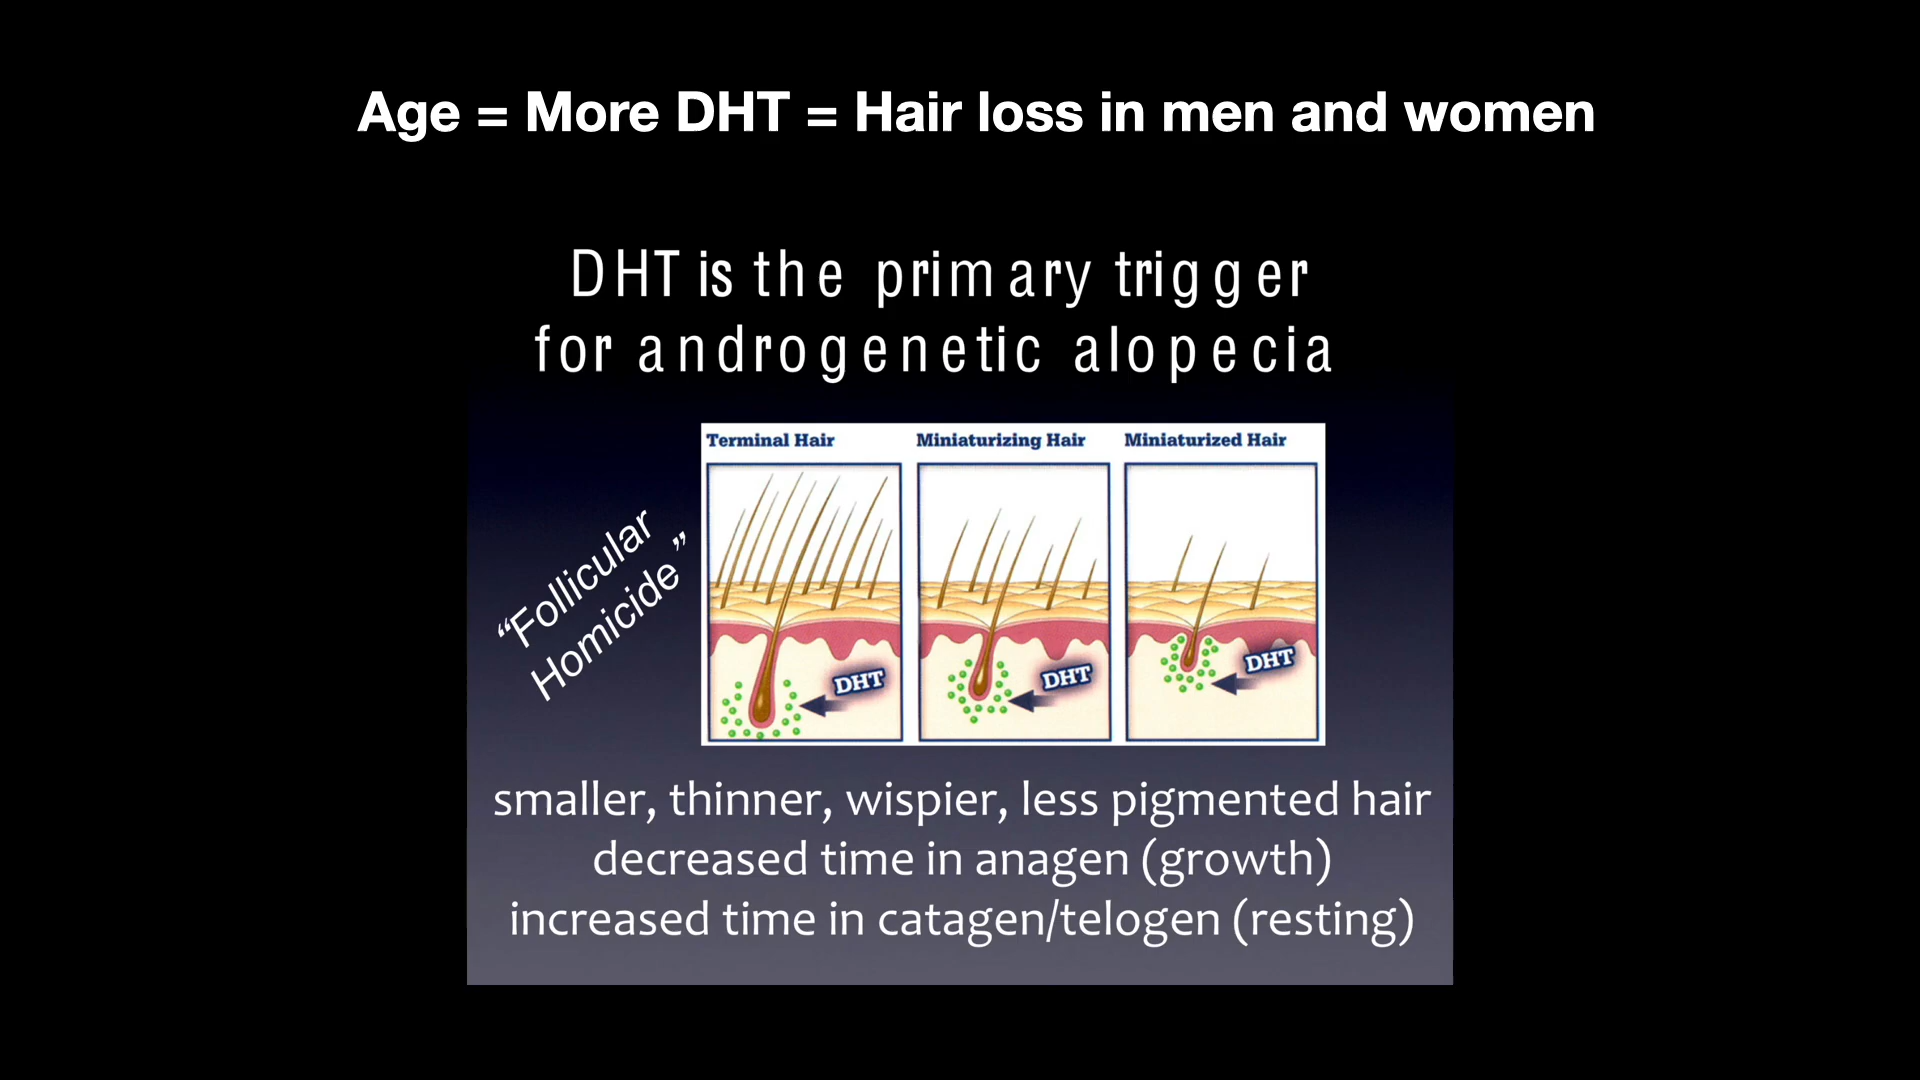 Age = More DHT = Hair loss in men and women
DHT is the primary trigger
for androgenetic alopecia
“Follicular
Homicide”
Terminal Hair
Miniaturizing Hair
Miniaturized Hair
DHT
DHT
DHT
smaller, thinner, wispier, less pigmented hair
decreased time in anagen (growth)
increased time in catagen/telogen (resting)